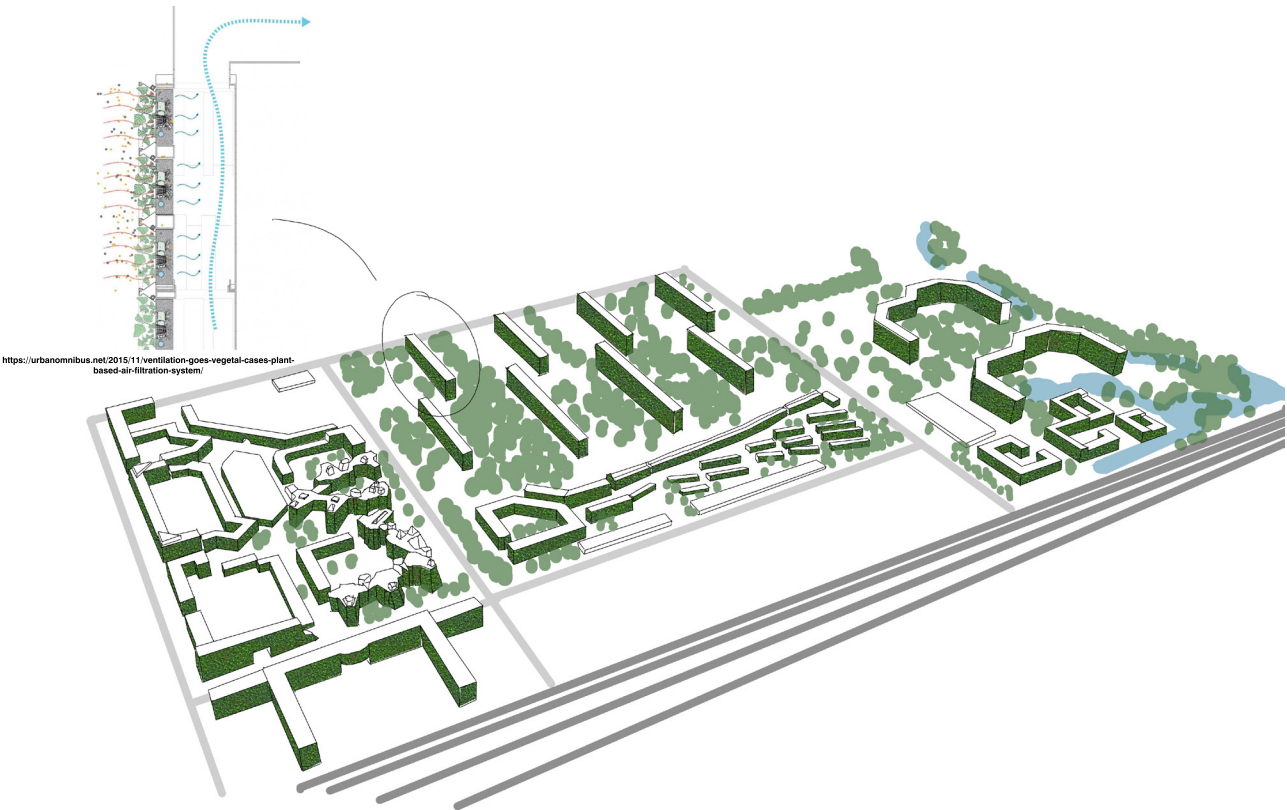 https://urbanomnibus.net/2015/11/ventilation-goes-vegetal-cases-plant-
based-air-filtration-system/